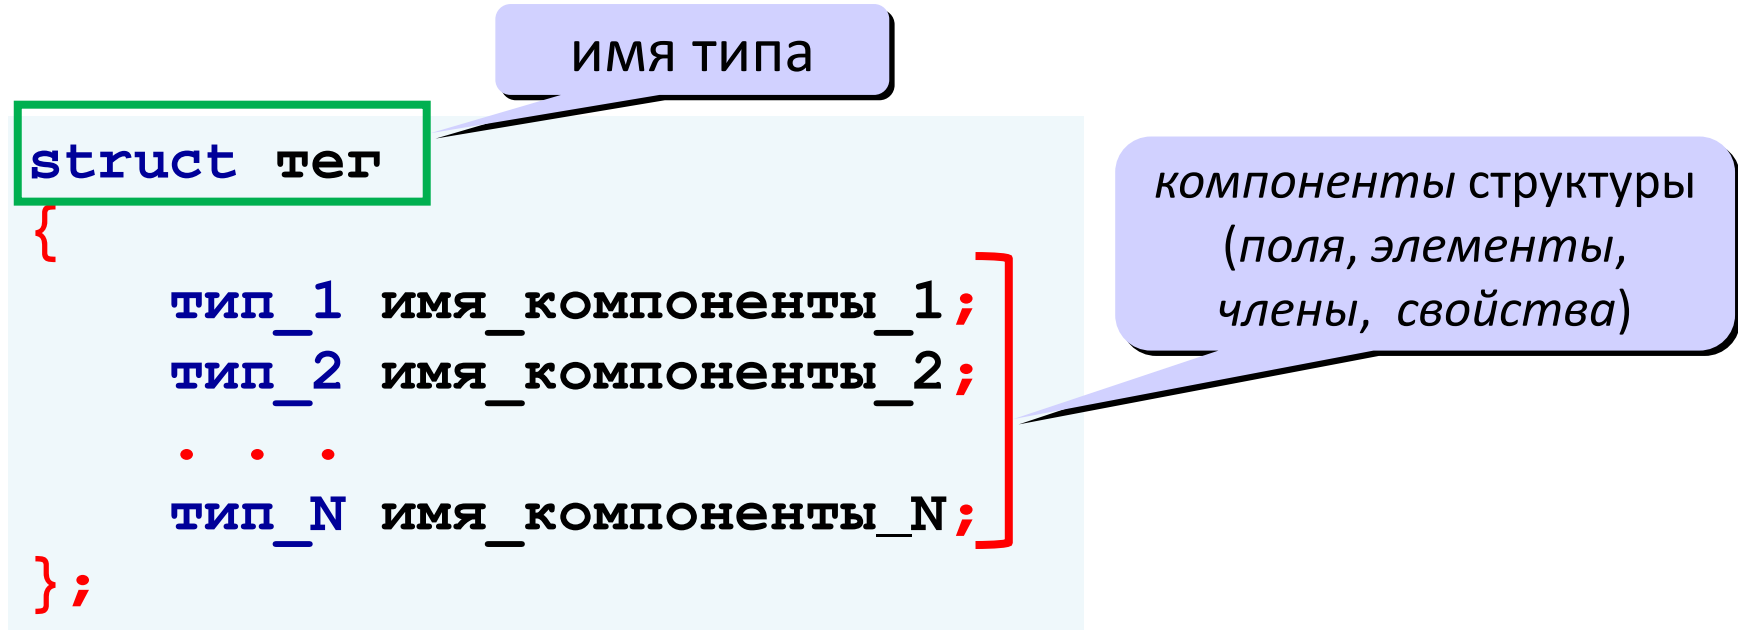 имя типа
struct тег
{
тип_1 имя_компоненты_1;
тип_2 имя_компоненты_2;
. . .
тип_N имя_компоненты_N;
};
компоненты структуры
(поля, элементы,
члены, свойства)